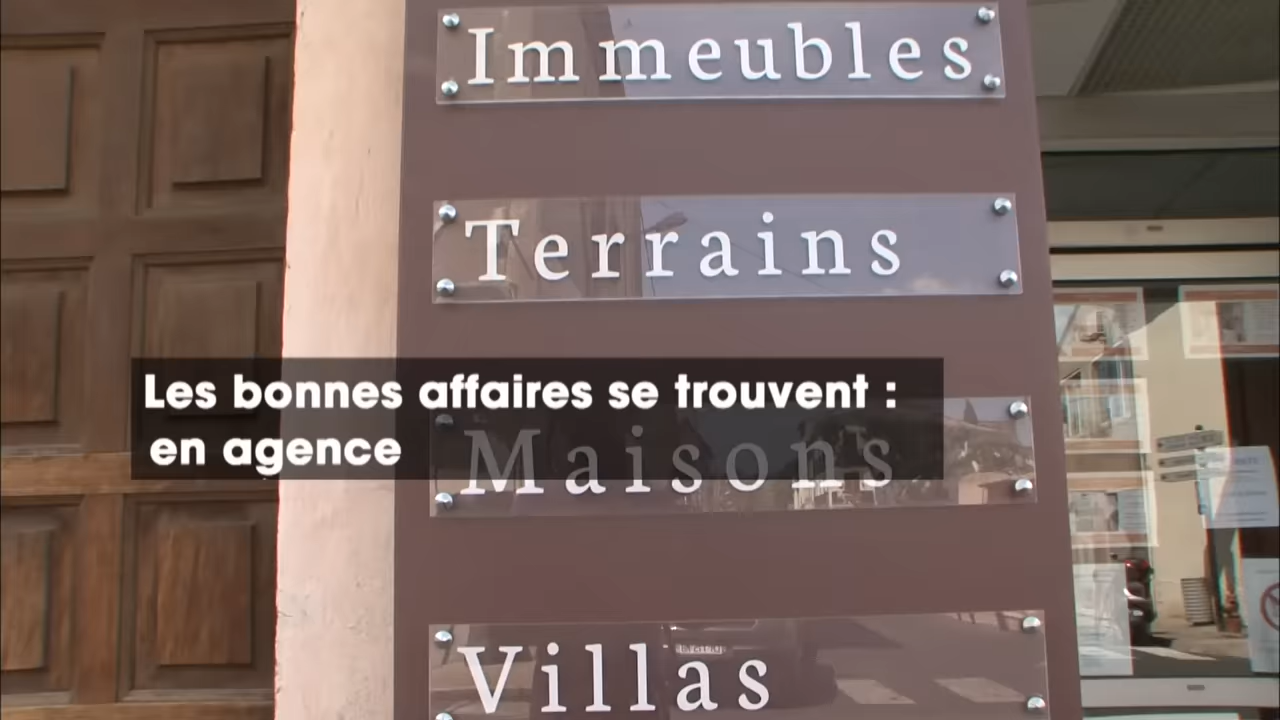 Immeubles
Terrains
Les bonnes affaires se trouvent :
en agence
Maisons
Villas